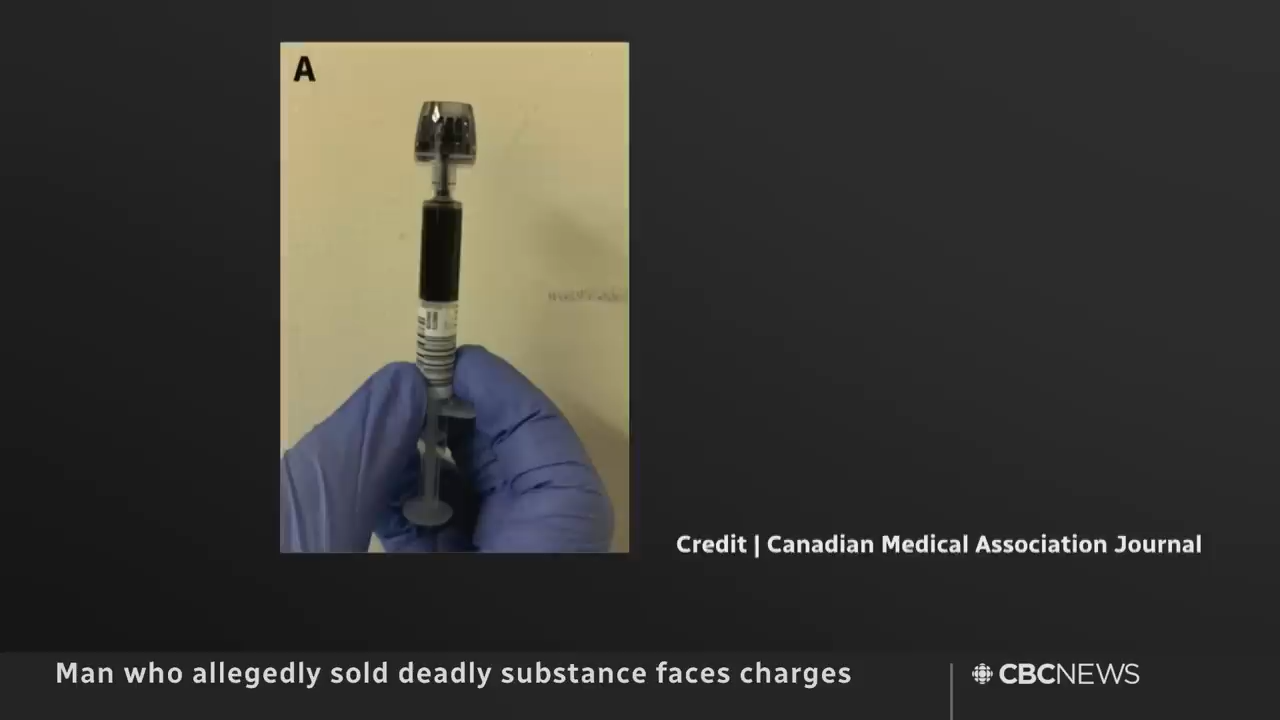 A
Credit | Canadian Medical Association Journal
Man who allegedly sold deadly substance faces charges
CBCNEWS